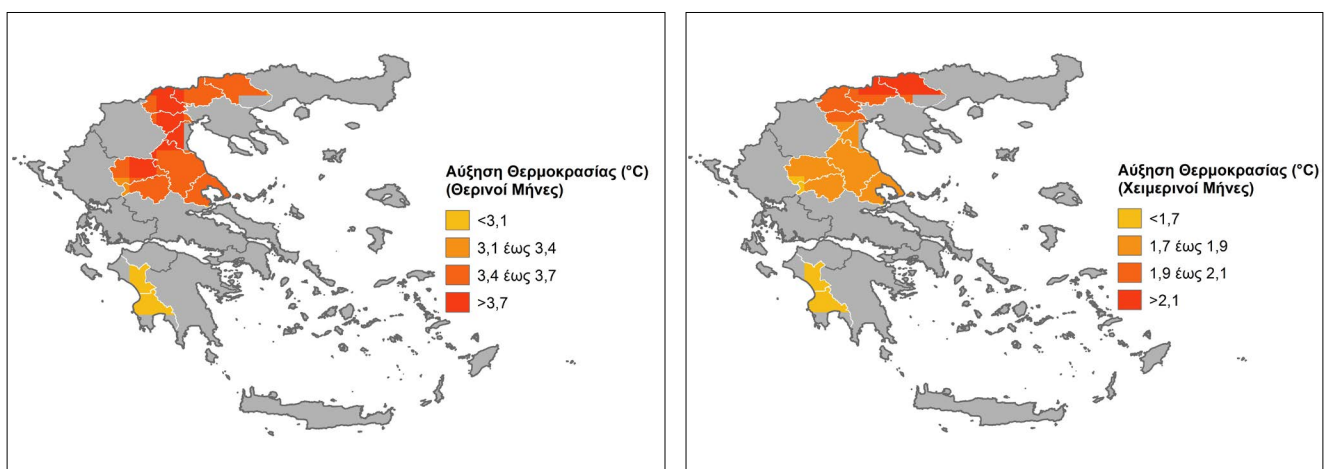 Αύξηση Θερμοκρασίας (°C)
(Θερινοί Μήνες)
<3,1
3,1 έως 3,4
3,4 έως 3,7
>3,7
Αύξηση Θερμοκρασίας (°C)
(Χειμερινοί Μήνες)
<1,7
1,7 έως 1,9
1,9 έως 2,1
>2,1